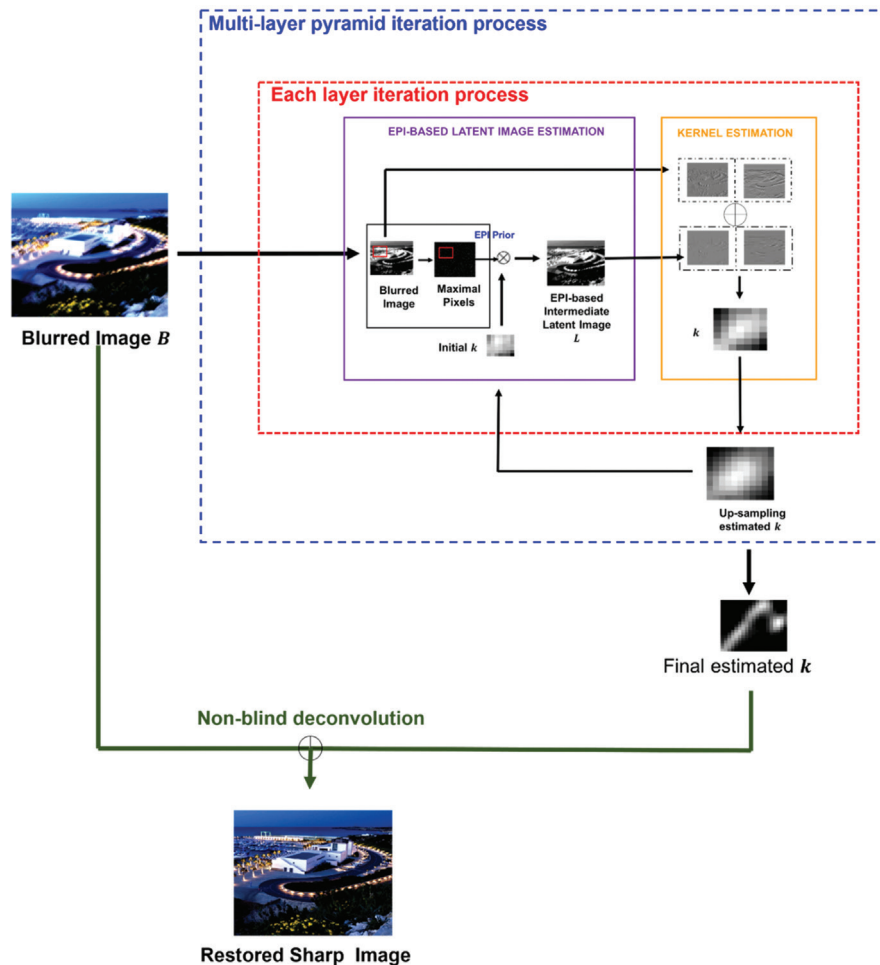 Multi-layer pyramid iteration process
Each layer iteration process
EPI-BASED LATENT IMAGE ESTIMATION
KERNEL ESTIMATION
EPI Prior
Blurred
Image
Maximal
Pixels
EPI-based
Intermediate
Latent Image
L
Initial k
k
Blurred Image B
Up-sampling
estimated k
Final estimated k
Non-blind deconvolution
Restored Sharp Image